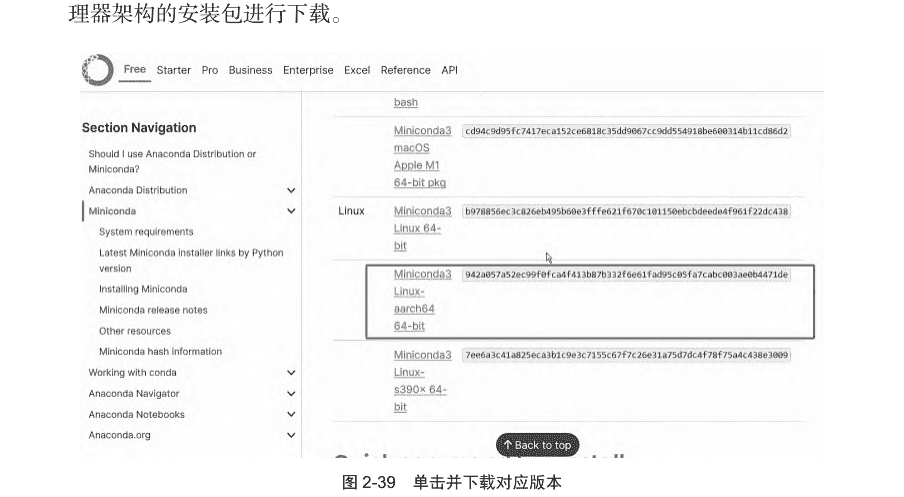 理器架构的安装包进行下载。
Free Starter Pro Business Enterprise Excel Reference API
Section Navigation
Should I use Anaconda Distribution or
Miniconda?
Anaconda Distribution
Miniconda
System requirements
Latest Miniconda installer links by Python
version
Installing Miniconda
Miniconda release notes
Other resources
Miniconda hash information
Working with conda
Anaconda Navigator
Anaconda Notebooks
Anaconda.org
bash
Miniconda3 cd94c9d95fc7417eca152ce6818c35dd9067cc9dd554918be600314b11cd86d2
macOS
Apple M1
64-bit pkg
Linux Miniconda3 b978856ec3c826eb495b60e3fffe621f670c101150ebcbdeede4f961f22dc438
Linux 64-
bit
Miniconda3 942a057a52ec99f0fca4f413b87b332f6e61fad95c05fa7cabc003ae0b4471de
Linux-
aarch64
64-bit
Miniconda3 7ee6a3c41a825eca3b1c9e3c7155c67f7c26e31a75d7dc4f78f75a4c438e3009
Linux-
s390× 64-
bit
↑ Back to top
图 2-39 单击并下载对应版本